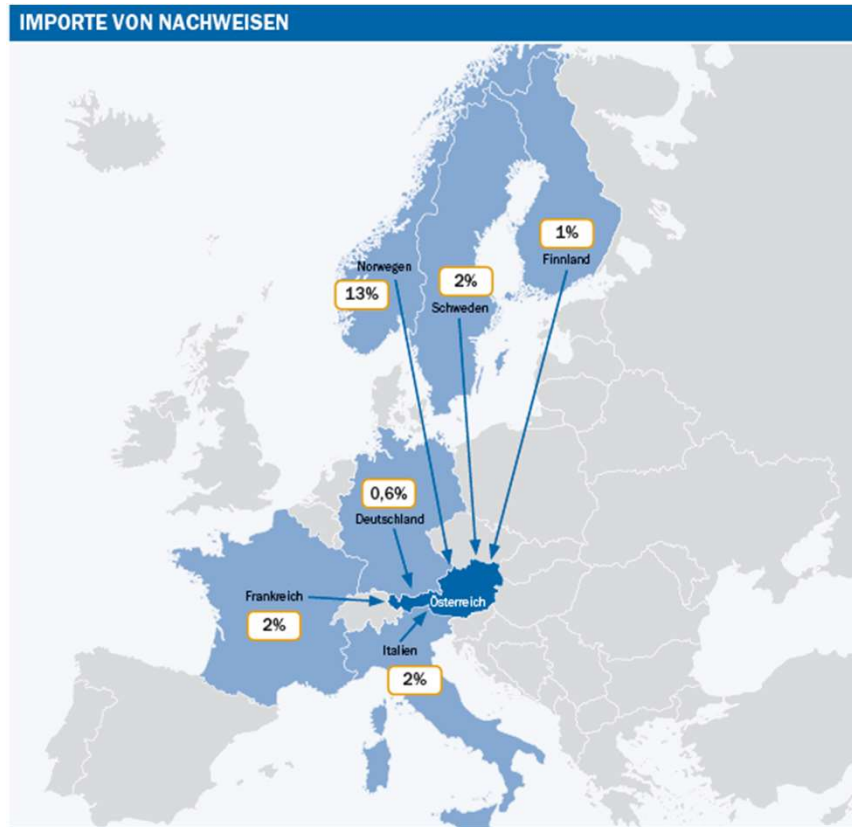 IMPORTE VON NACHWEISEN
1%
Finnland
Norwegen
13%
2%
Schweden
0,6%
Deutschland
Frankreich
2%
Österreich
Italien
2%